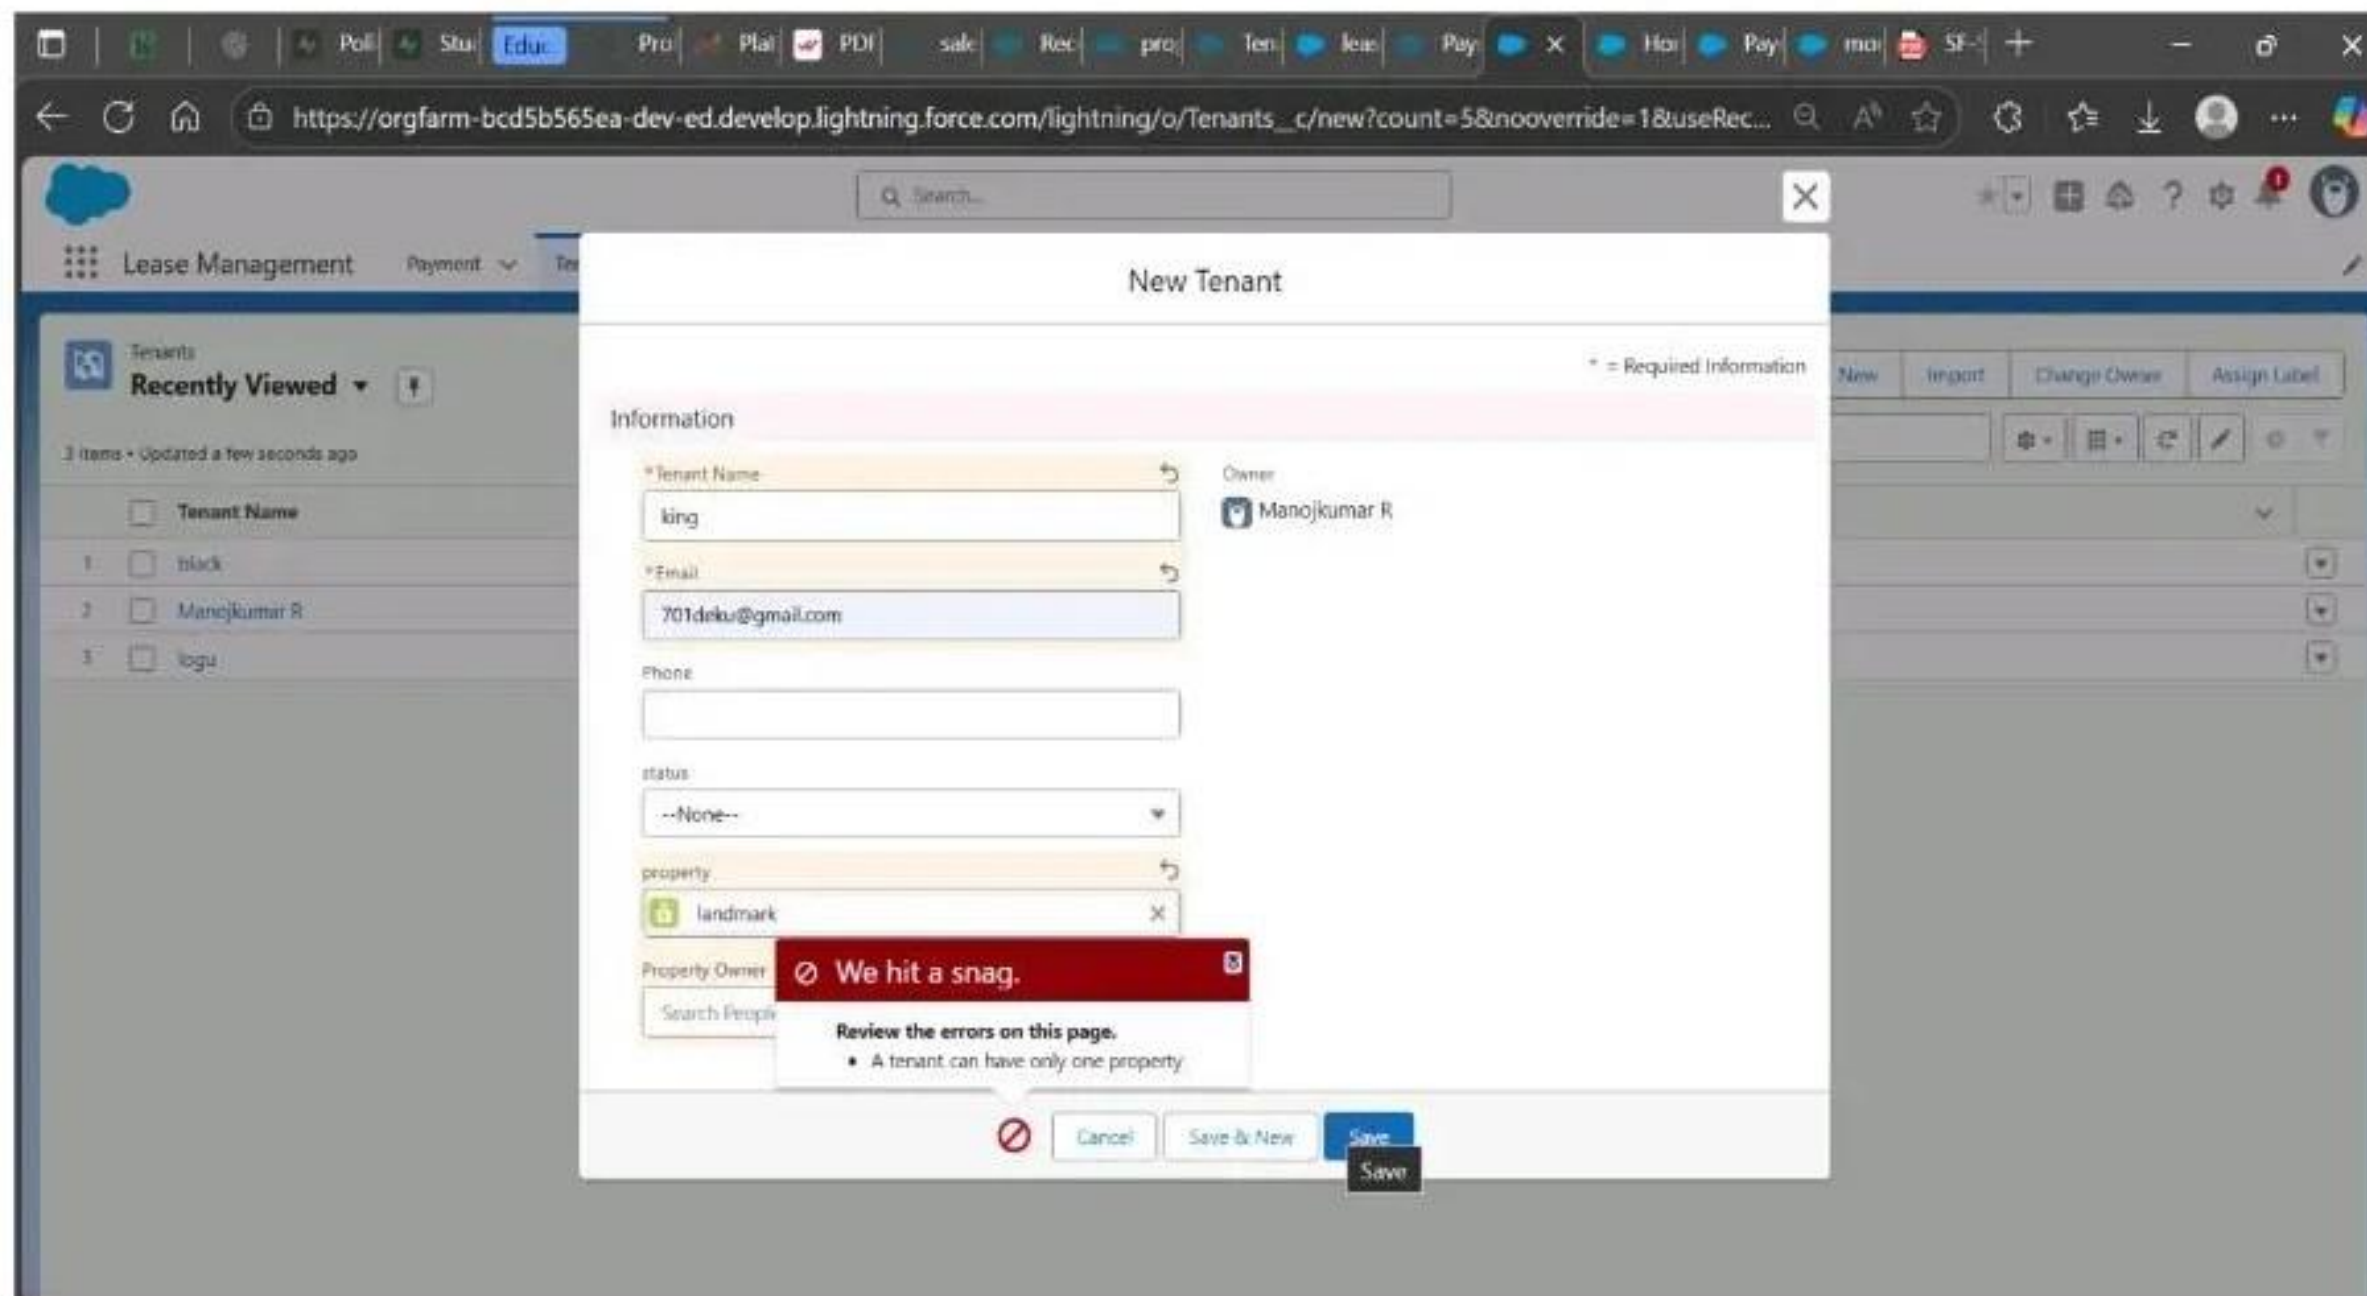 Poli Stu Educ Pro Plat PDF sale Rec pro Ten leas Pay Hor Pay mor SF-
https://orgfarm-bcd5b565ea-dev-ed.develop.lightning.force.com/lightning/o/Tenants__c/new?count=5&nooverride=1&useRec...
Search...
Lease Management Payment Te
New Tenant
* = Required Information
Tenants
Recently Viewed
New Import Change Owner Assign Label
3 items • Updated a few seconds ago
Information
Tenant Name
1 black
2 Manojkumar R
3 logu
*Tenant Name
king
Owner
Manojkumar R
*Email
701deku@gmail.com
Phone
status
--None--
property
landmark
Property Owner
Search People
We hit a snag.
Review the errors on this page.
• A tenant can have only one property
Cancel Save & New Save
Save